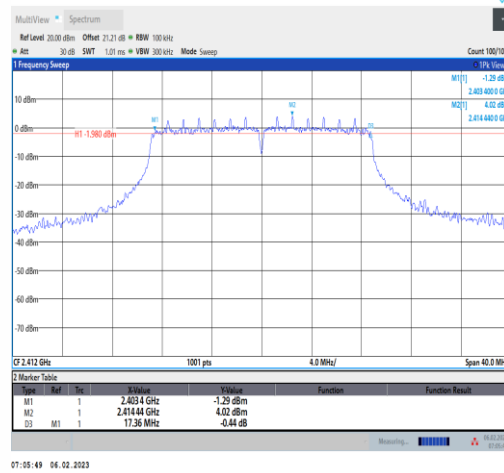 MultiView Spectrum
Ref Level 20.00 dBm Offset 21.21 dB RBW 100 kHz
Att 30 dB SWT 1.01 ms VBW 300 kHz Mode Sweep Count 100/10
1 Frequency Sweep 1Pk View
M1[1] -1.29 dBm
2.403 400 0 G
M2[1] 4.02 dBm
2.414 440 0 G
10 dBm
M1 M2 D3
0 dBm
H1 -1.980 dBm
-10 dBm
-20 dBm
-30 dBm
-40 dBm
-50 dBm
-60 dBm
-70 dBm
CF 2.412 GHz 1001 pts 4.0 MHz/ Span 40.0 MH
2 Marker Table
Type Ref Trc X-Value Y-Value Function Function Result
M1 1 2.4034 GHz -1.29 dBm
M2 1 2.41444 GHz 4.02 dBm
D3 M1 1 17.36 MHz -0.44 dB
Measuring...
07:05:49 06.02.2023